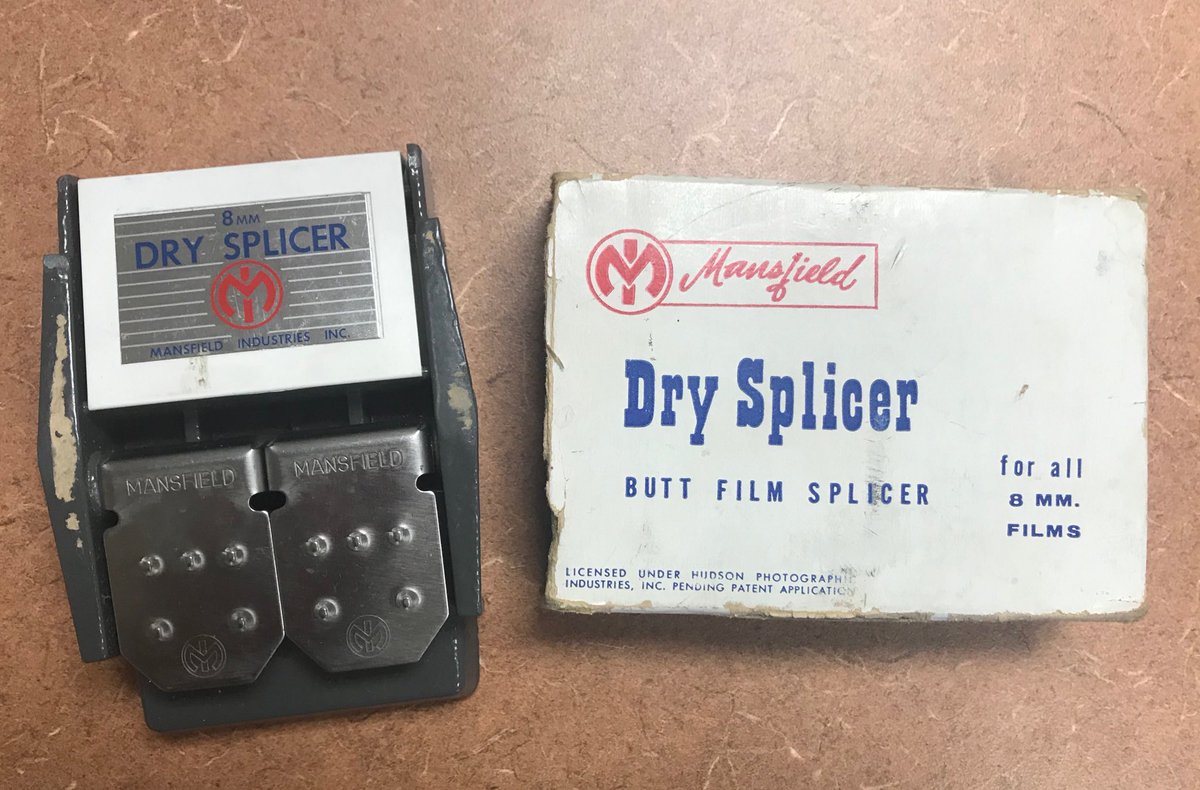 8MM
DRY SPLICER
MANSFIELD INDUSTRIES INC.
MANSFIELD
MANSFIELD
Mansfield
Dry Splicer
BUTT FILM SPLICER
for all
8 MM.
FILMS
LICENSED UNDER HUDSON PHOTOGRAPHIC
INDUSTRIES, INC. PENDING PATENT APPLICATION